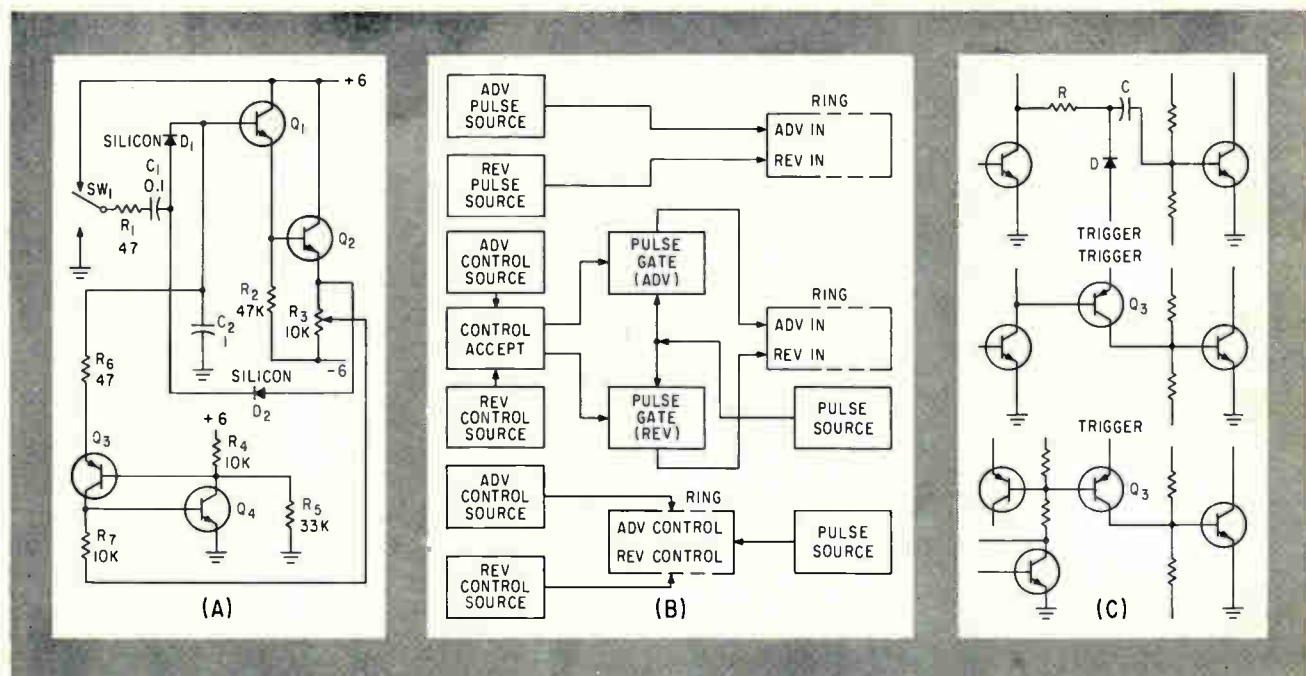 +6
Q1
SILICON D1
C1
0.1
SW1
R1
47
Q2
R2
47K
R3
10K
C2
1
-6
R6
47
SILICON
D2
+6
R4
10K
Q3
Q4
R5
33K
R7
10K
(A)
ADV
PULSE
SOURCE
REV
PULSE
SOURCE
RING
ADV IN
REV IN
ADV
CONTROL
SOURCE
CONTROL
ACCEPT
REV
CONTROL
SOURCE
PULSE
GATE
(ADV)
PULSE
GATE
(REV)
RING
ADV IN
REV IN
PULSE
SOURCE
ADV
CONTROL
SOURCE
REV
CONTROL
SOURCE
RING
ADV CONTROL
REV CONTROL
PULSE
SOURCE
(B)
R
C
D
TRIGGER
TRIGGER
Q3
TRIGGER
Q3
(C)